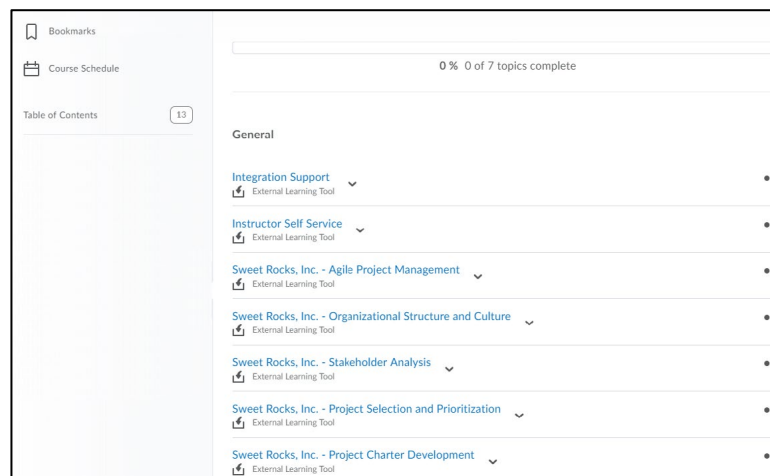 Bookmarks
Course Schedule
Table of Contents 13
0 % 0 of 7 topics complete
General
Integration Support
External Learning Tool
Instructor Self Service
External Learning Tool
Sweet Rocks, Inc. - Agile Project Management
External Learning Tool
Sweet Rocks, Inc. - Organizational Structure and Culture
External Learning Tool
Sweet Rocks, Inc. - Stakeholder Analysis
External Learning Tool
Sweet Rocks, Inc. - Project Selection and Prioritization
External Learning Tool
Sweet Rocks, Inc. - Project Charter Development
External Learning Tool